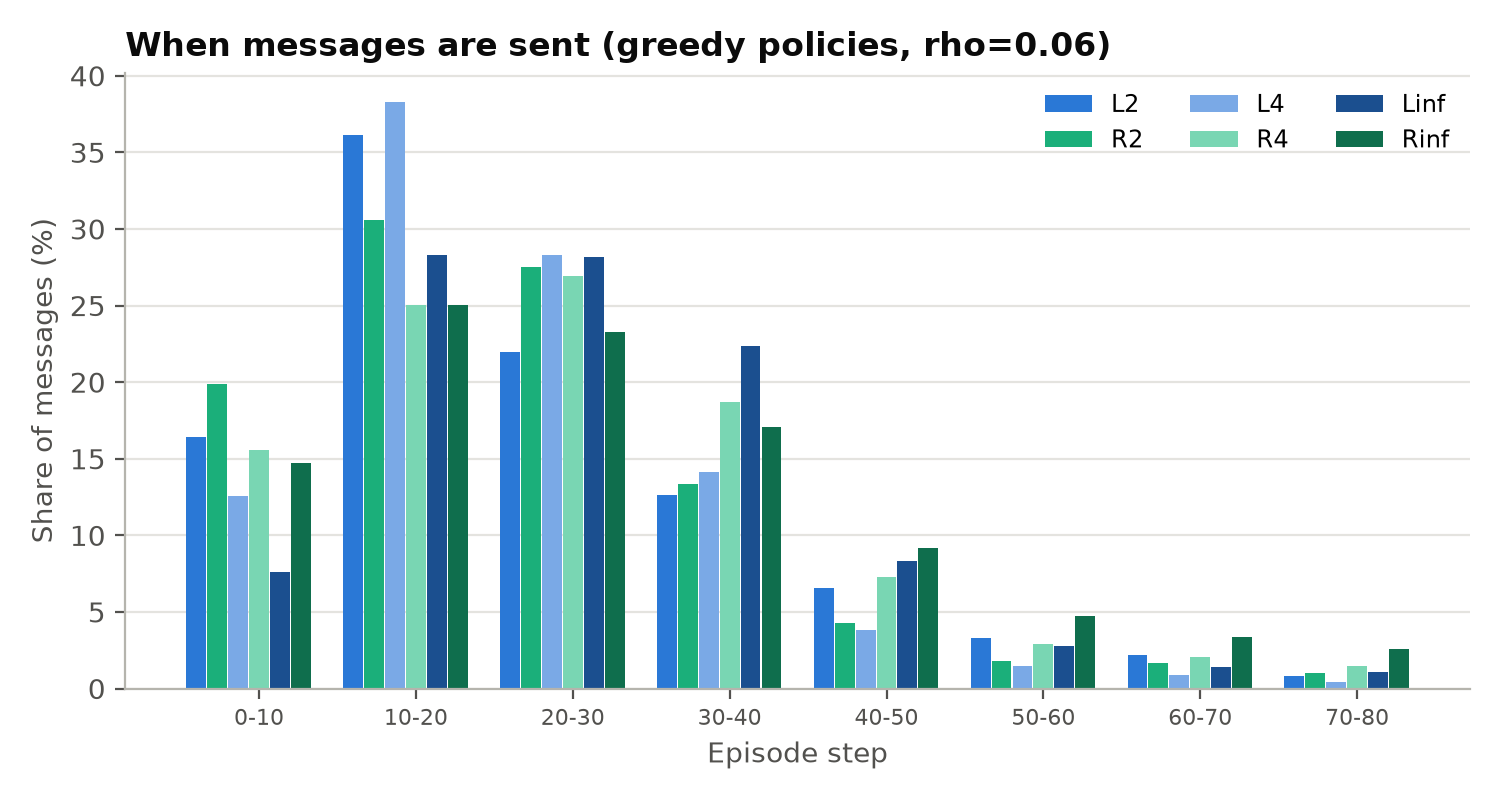 When messages are sent (greedy policies, rho=0.06)
L2 L4 Linf
R2 R4 Rinf
Share of messages (%)
40
35
30
25
20
15
10
5
0
0-10 10-20 20-30 30-40 40-50 50-60 60-70 70-80
Episode step